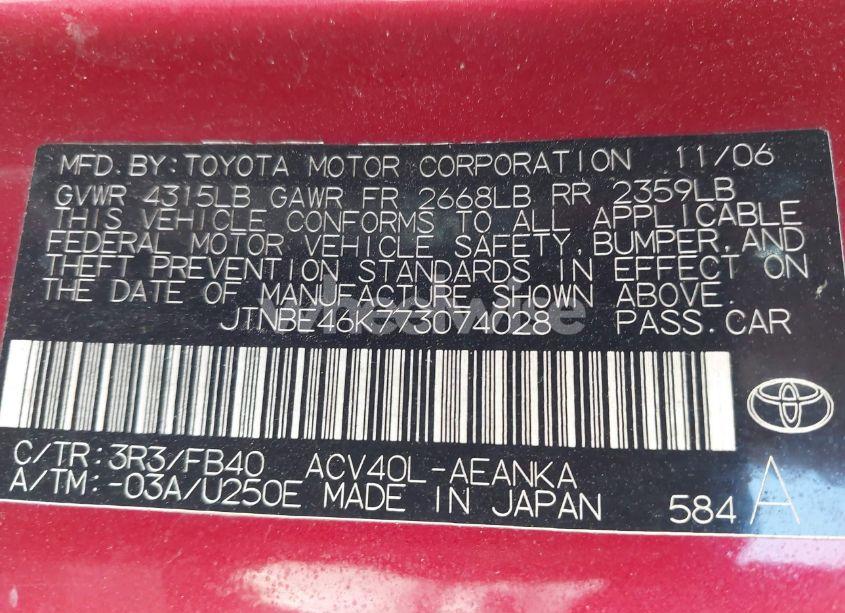 MFD. BY: TOYOTA MOTOR CORPORATION 11/06
GVWR 4315LB GAWR FR 2668LB RR 2359LB
THIS VEHICLE CONFORMS TO ALL APPLICABLE
FEDERAL MOTOR VEHICLE SAFETY, BUMPER, AND
THEFT PREVENTION STANDARDS IN EFFECT ON
THE DATE OF MANUFACTURE SHOWN ABOVE.
JTNBE46K773074028 PASS. CAR
C/TR: 3R3/FB40 ACV40L-AEANKA
A/TM: -03A/U250E MADE IN JAPAN 584 A